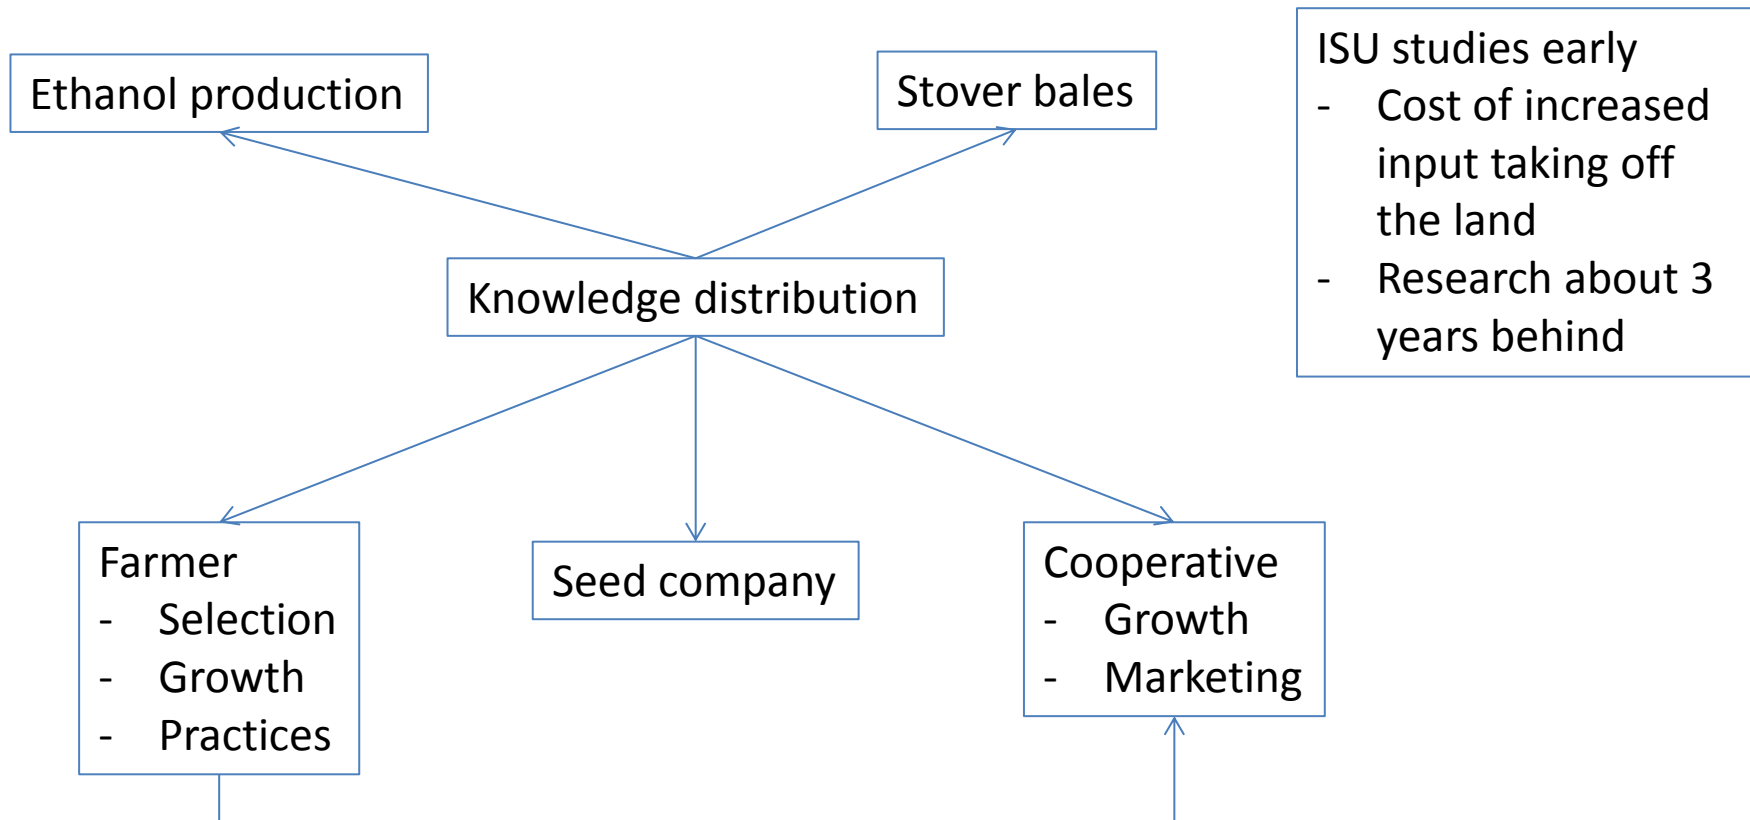 Ethanol production
Stover bales
ISU studies early
- Cost of increased
input taking off
the land
- Research about 3
years behind
Knowledge distribution
Farmer
- Selection
- Growth
- Practices
Seed company
Cooperative
- Growth
- Marketing